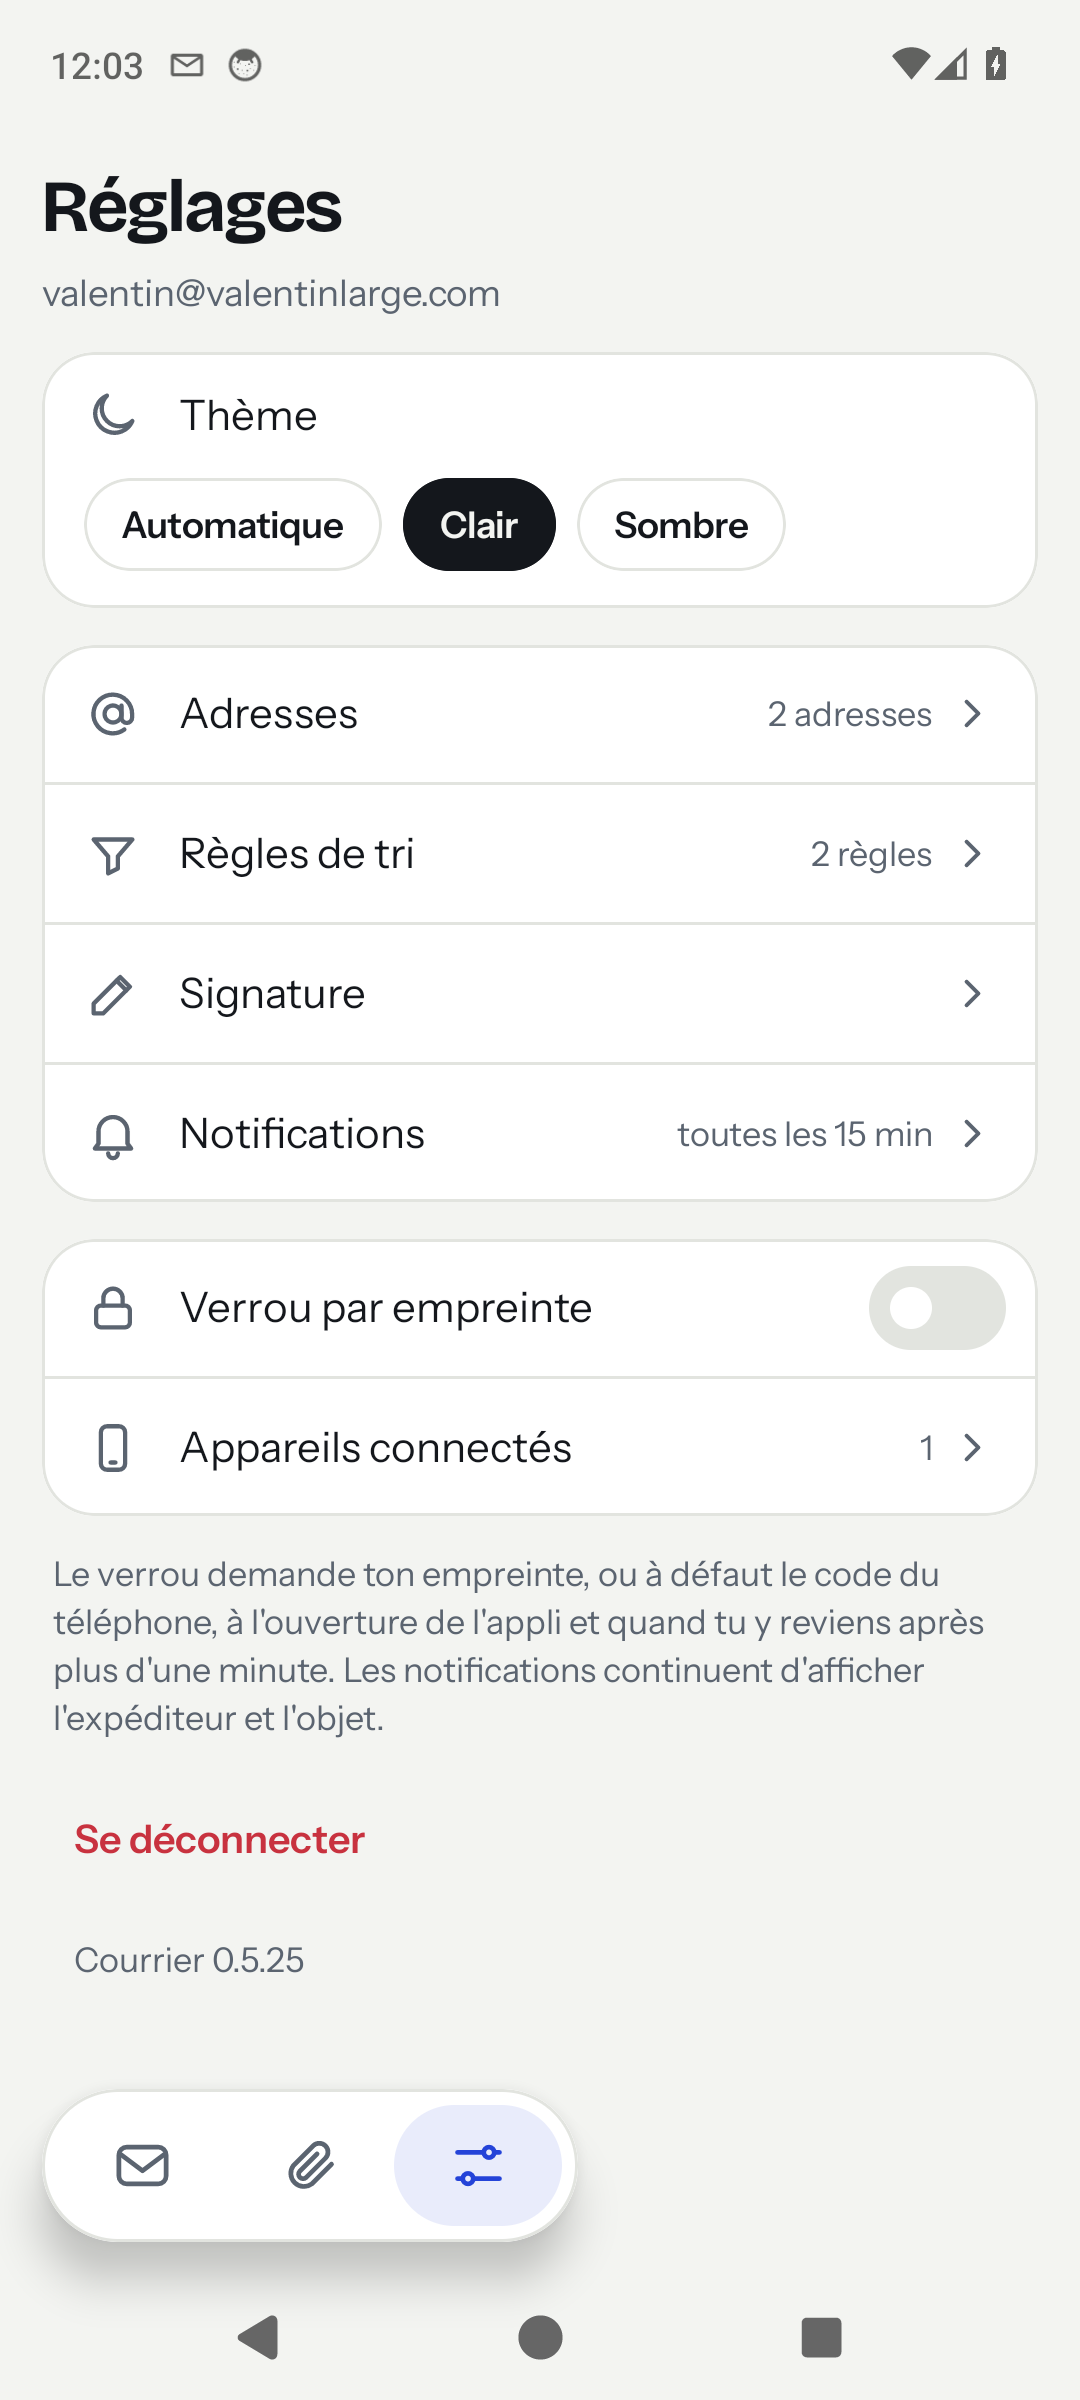 12:03
Réglages
valentin@valentinlarge.com
Thème
Automatique
Clair
Sombre
Adresses
2 adresses
Règles de tri
2 règles
Signature
Notifications
toutes les 15 min
Verrou par empreinte
Appareils connectés
1
Le verrou demande ton empreinte, ou à défaut le code du
téléphone, à l'ouverture de l'appli et quand tu y reviens après
plus d'une minute. Les notifications continuent d'afficher
l'expéditeur et l'objet.
Se déconnecter
Courrier 0.5.25